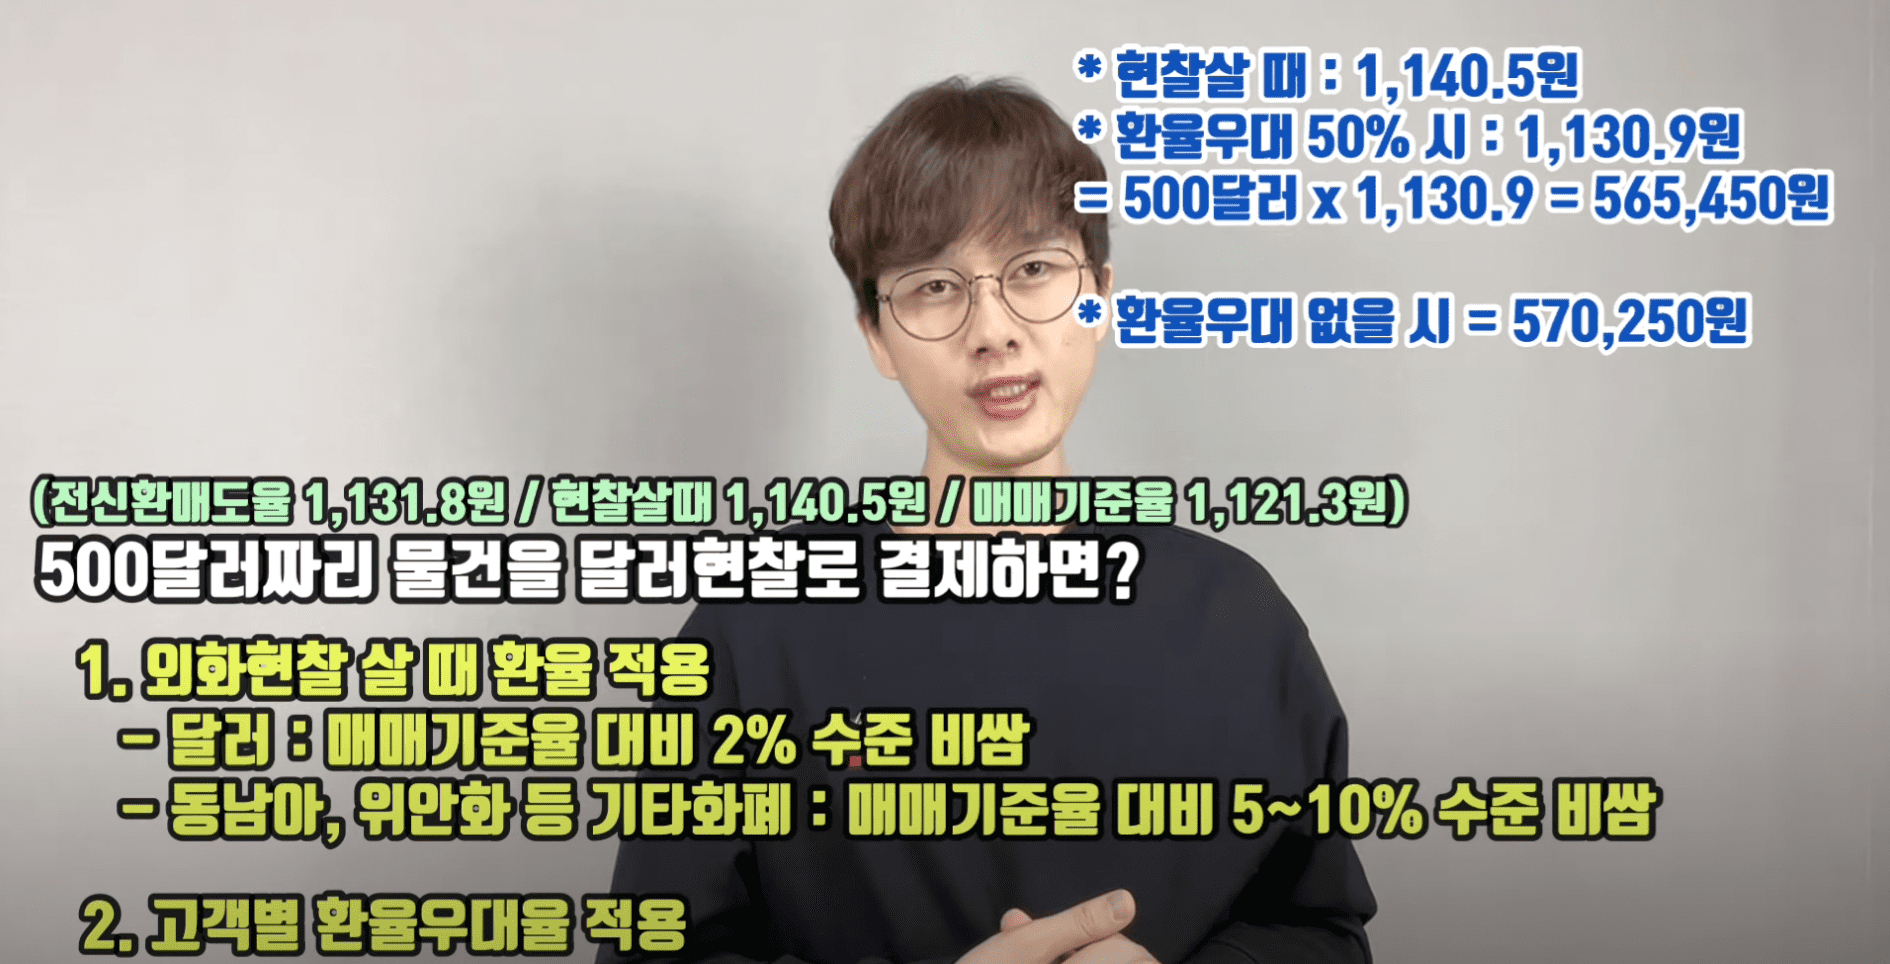 * 현찰살 때 : 1,140.5원
* 환율우대 50% 시 : 1,130.9원
= 500달러 x 1,130.9 = 565,450원
* 환율우대 없을 시 = 570,250원
(전신환매도율 1,131.8원 / 현찰살때 1,140.5원 / 매매기준율 1,121.3원)
500달러짜리 물건을 달러현찰로 결제하면?
1. 외화현찰 살 때 환율 적용
- 달러 : 매매기준율 대비 2% 수준 비쌈
- 동남아, 위안화 등 기타화폐 : 매매기준율 대비 5~10% 수준 비쌈
2. 고객별 환율우대율 적용